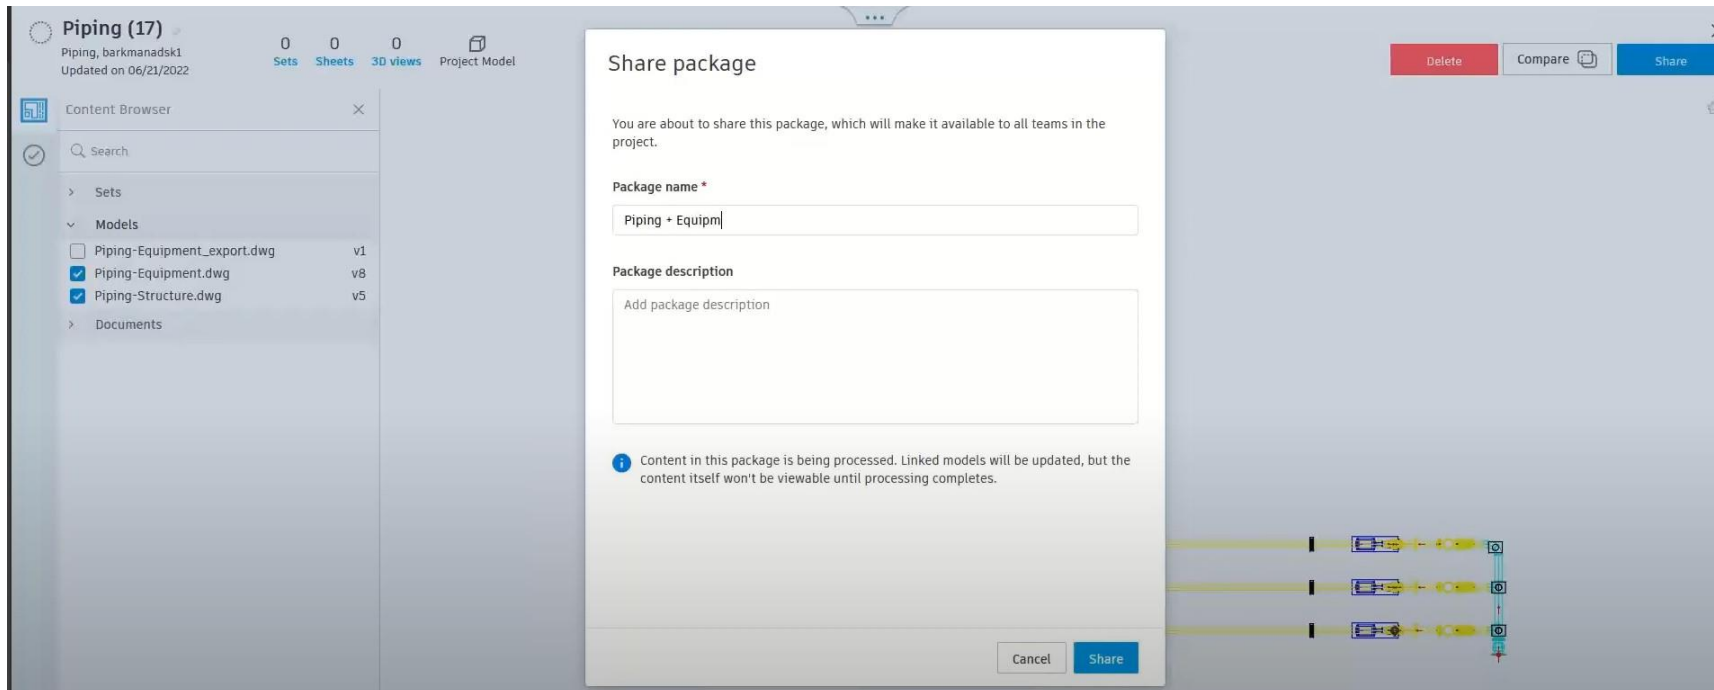 Piping (17)
Piping, barkmanadsk1
Updated on 06/21/2022
0 0 0
Sets Sheets 3D views Project Model
Delete
Compare
Share
Content Browser
Search
Sets
Models
Piping-Equipment_export.dwg v1
Piping-Equipment.dwg v8
Piping-Structure.dwg v5
Documents
Share package
You are about to share this package, which will make it available to all teams in the
project.
Package name *
Piping + Equipm
Package description
Add package description
Content in this package is being processed. Linked models will be updated, but the
content itself won't be viewable until processing completes.
Cancel Share